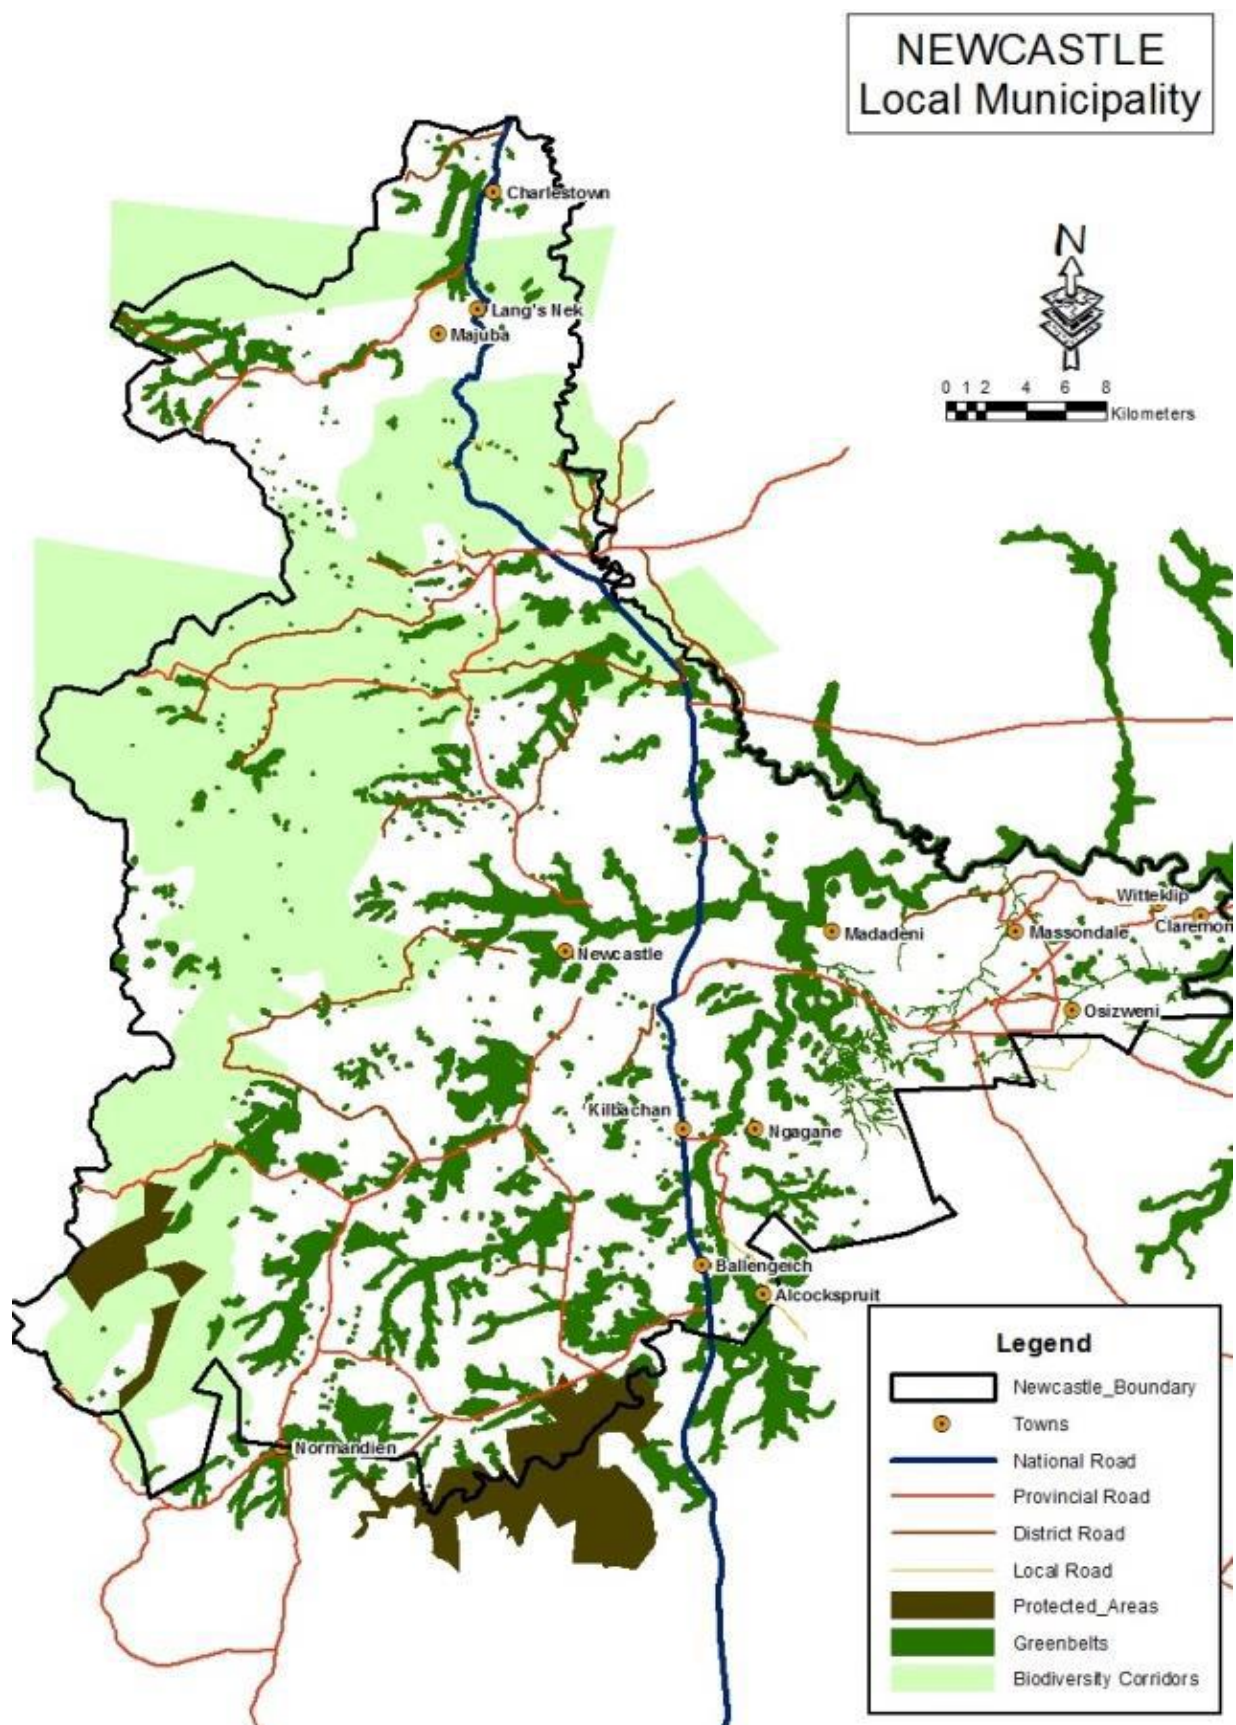 NEWCASTLE
Local Municipality
Charlestown
N
Lang's Nek
Majuba
0 1 2 4 6 8
Kilometers
Witteklip
Madadeni
Massondale
Claremon
Newcastle
Osizweni
Kilbachan
Ngagane
Ballengeich
Alcockspruit
Normandien
Legend
Newcastle_Boundary
Towns
National Road
Provincial Road
District Road
Local Road
Protected_Areas
Greenbelts
Biodiversity Corridors